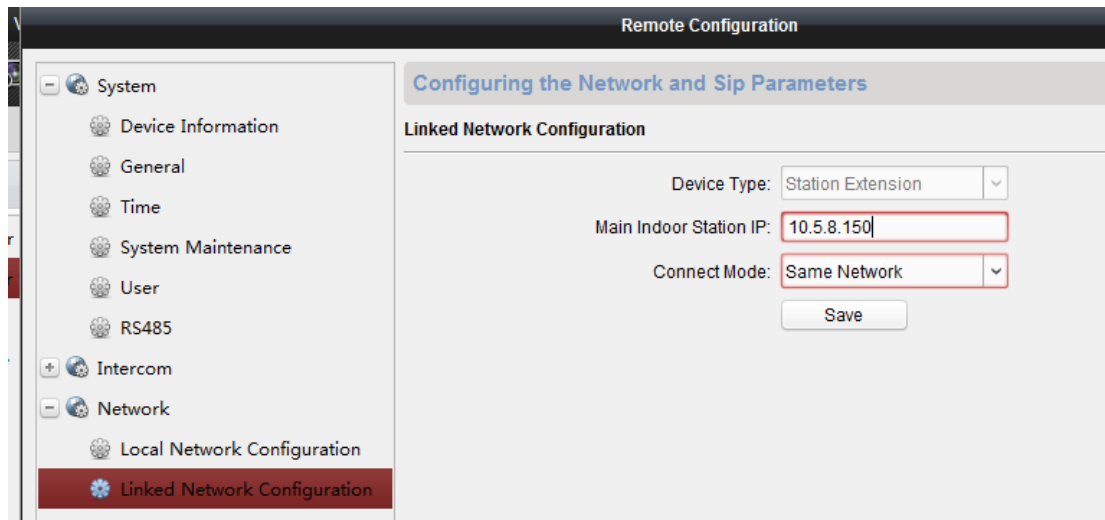 Remote Configuration
System
Device Information
General
Time
System Maintenance
User
RS485
Intercom
Network
Local Network Configuration
Linked Network Configuration
Configuring the Network and Sip Parameters
Linked Network Configuration
Device Type: Station Extension
Main Indoor Station IP: 10.5.8.150
Connect Mode: Same Network
Save